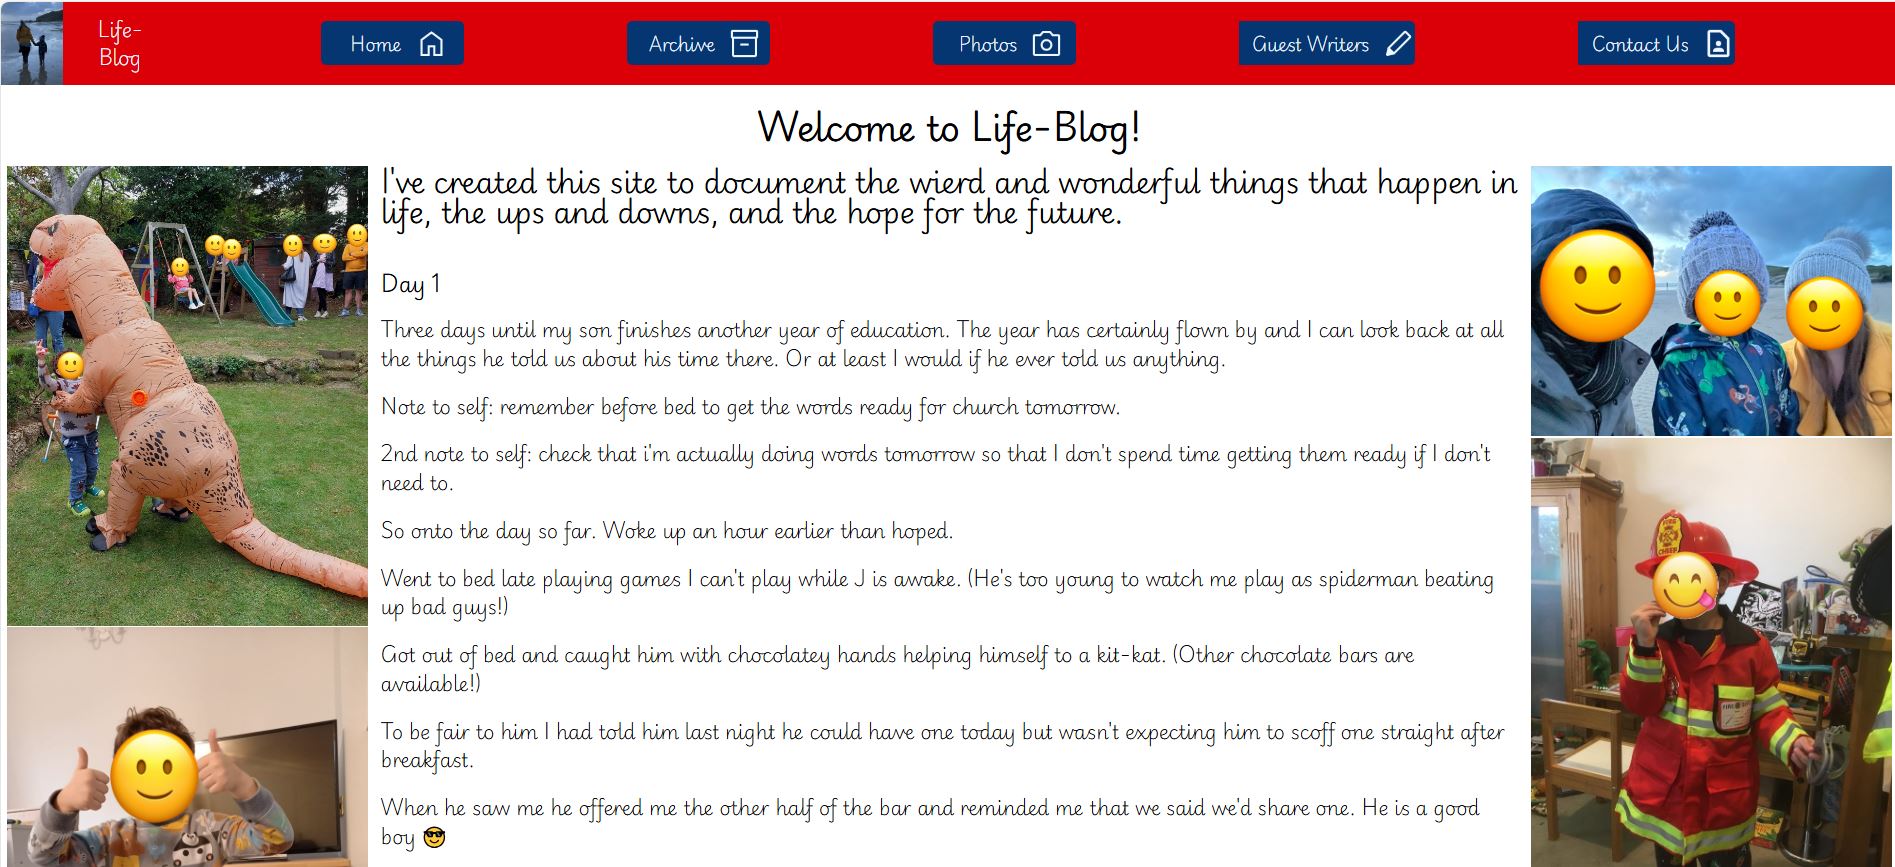 Life-
Blog
Home
Archive
Photos
Guest Writers
Contact Us
Welcome to Life-Blog!
I've created this site to document the wierd and wonderful things that happen in
life, the ups and downs, and the hope for the future.
Day 1
Three days until my son finishes another year of education. The year has certainly flown by and I can look back at all
the things he told us about his time there. Or at least I would if he ever told us anything.
Note to self: remember before bed to get the words ready for church tomorrow.
2nd note to self: check that i'm actually doing words tomorrow so that I don't spend time getting them ready if I don't
need to.
So onto the day so far. Woke up an hour earlier than hoped.
Went to bed late playing games I can't play while J is awake. (He's too young to watch me play as spiderman beating
up bad guys!)
Got out of bed and caught him with chocolatey hands helping himself to a kit-kat. (Other chocolate bars are
available!)
To be fair to him I had told him last night he could have one today but wasn't expecting him to scoff one straight after
breakfast.
When he saw me he offered me the other half of the bar and reminded me that we said we'd share one. He is a good
boy 😎
FIRE
CHIEF